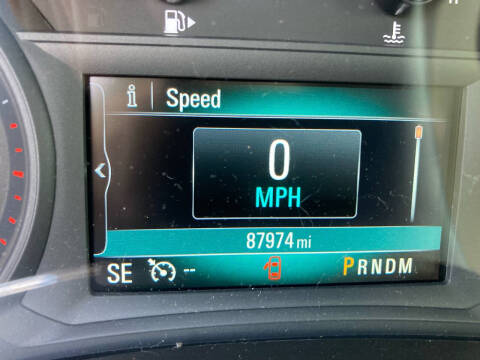 i Speed
0
MPH
87974 mi
SE -- PRNDM